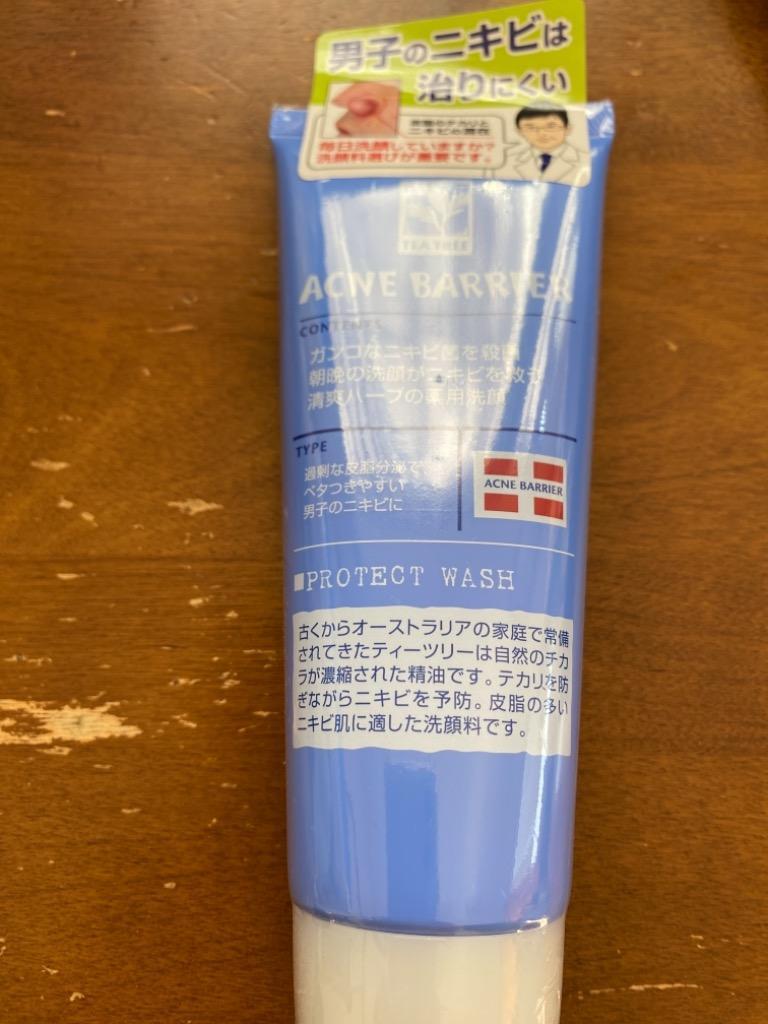 男子のニキビは
治りにくい
ニキビの原因
毎日洗顔していますか?
洗顔料選びが重要です。
TEA TREE
ACNE BARRIER
CONTENTS
ガンコなニキビ菌を殺菌
朝晩の洗顔がニキビを救う
清爽ハーブの薬用洗顔
TYPE
過剰な皮脂分泌で
ベタつきやすい
男子のニキビに
ACNE BARRIER
■PROTECT WASH
古くからオーストラリアの家庭で常備
されてきたティーツリーは自然のチカ
ラが濃縮された精油です。テカリを防
ぎながらニキビを予防。皮脂の多い
ニキビ肌に適した洗顔料です。